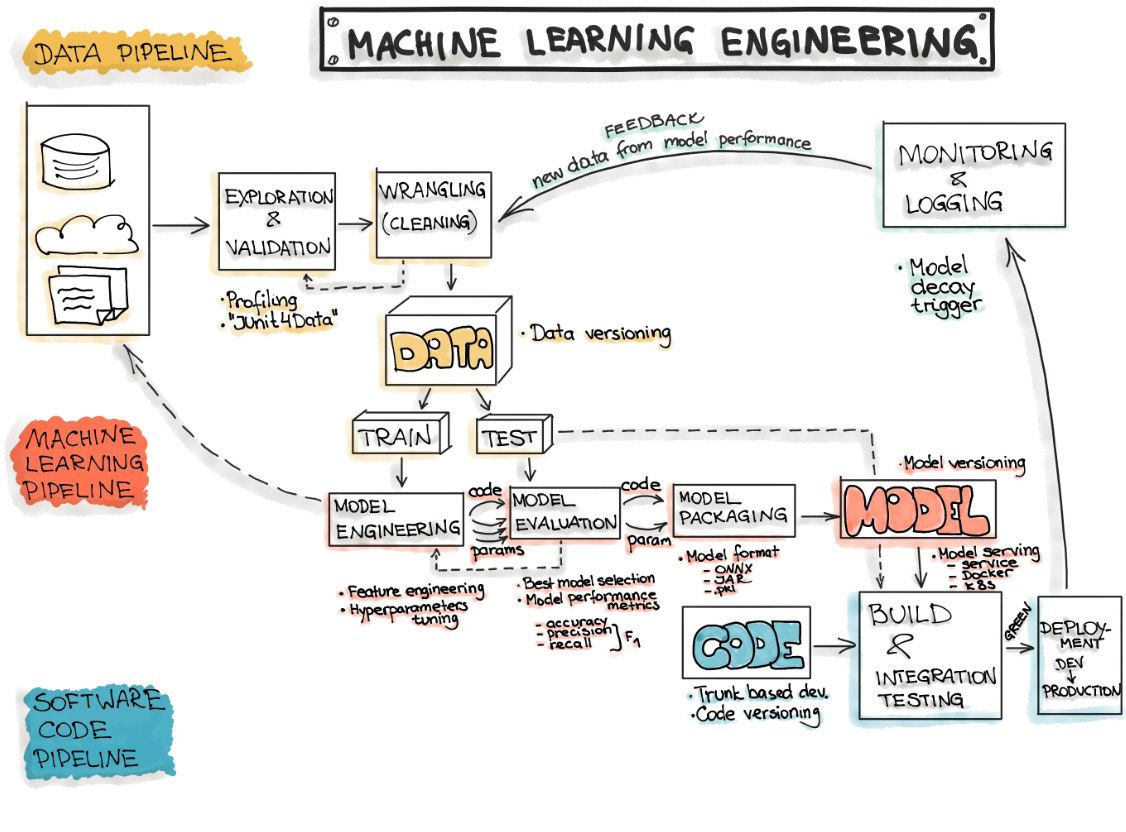 DATA PIPELINE
MACHINE LEARNING ENGINEERING
FEEDBACK
new data from model performance
MONITORING
&
LOGGING
• Model
decay
trigger
EXPLORATION
&
VALIDATION
• Profiling
• "Junit4Data"
WRANGLING
(CLEANING)
DATA
• Data versioning
TRAIN
TEST
MACHINE
LEARNING
PIPELINE
MODEL
ENGINEERING
• Feature engineering
• Hyperparameters
tuning
code
params
MODEL
EVALUATION
• Best model selection
• Model performance
metrics
- accuracy
- precision
- recall
F1
code
param
MODEL
PACKAGING
• Model format
- ONNX
- JAR
- .pkl
• Model versioning
MODEL
• Model serving
- service
- Docker
- K8S
CODE
• Trunk based dev.
• Code versioning
BUILD
&
INTEGRATION
TESTING
GREEN
DEPLOY-
MENT
DEV
PRODUCTION
SOFTWARE
CODE
PIPELINE